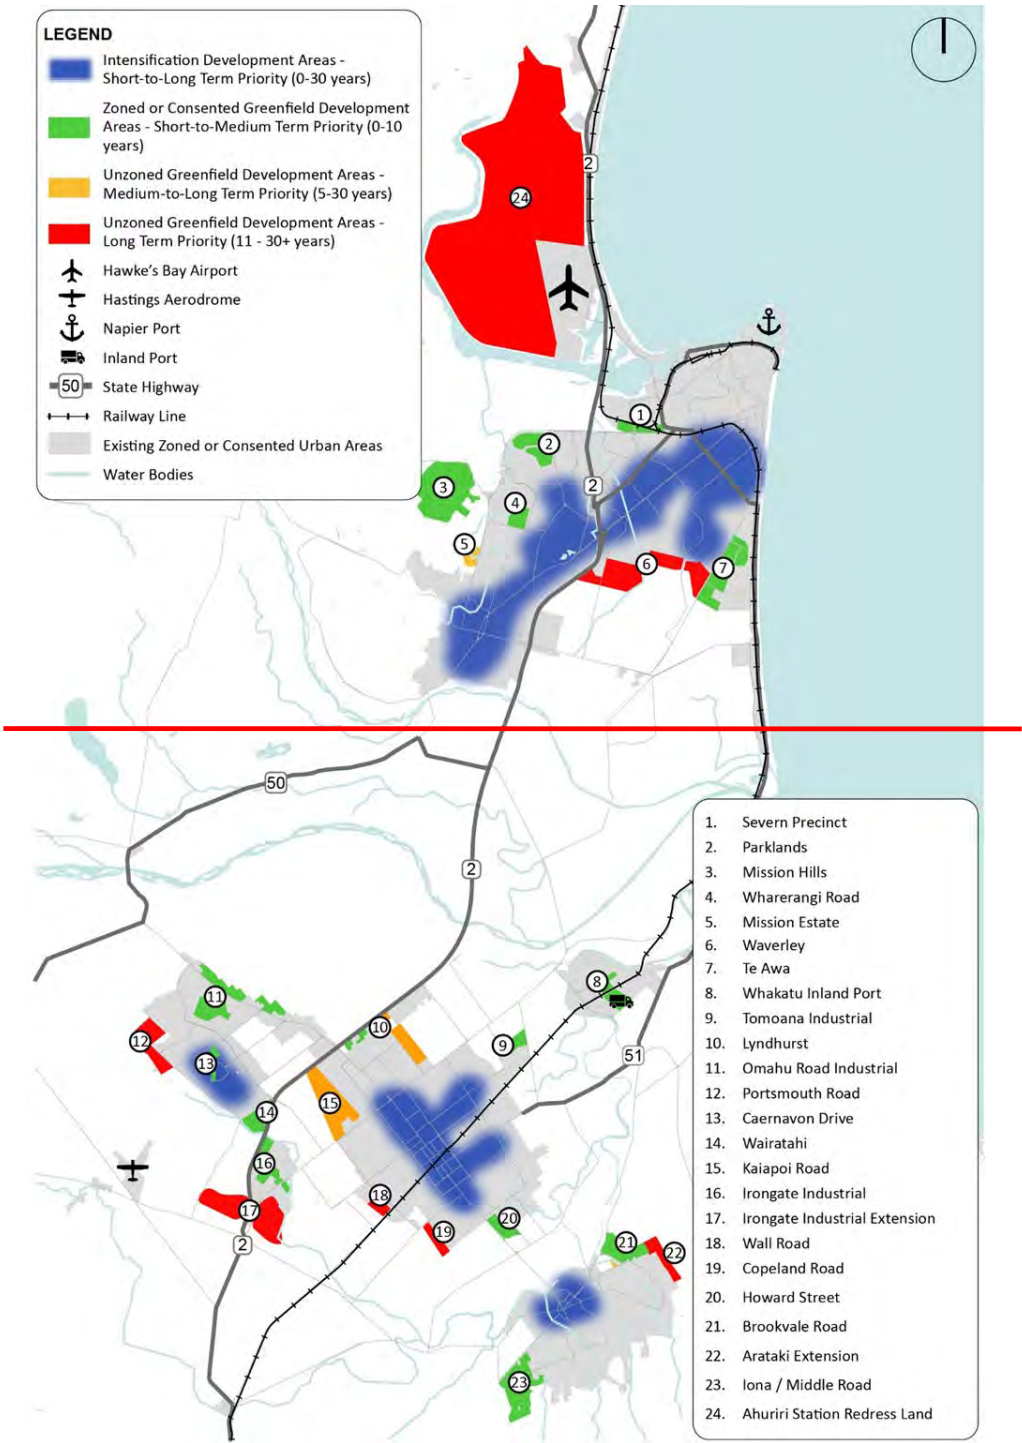 LEGEND
Intensification Development Areas -
Short-to-Long Term Priority (0-30 years)
Zoned or Consented Greenfield Development
Areas - Short-to-Medium Term Priority (0-10
years)
Unzoned Greenfield Development Areas -
Medium-to-Long Term Priority (5-30 years)
Unzoned Greenfield Development Areas -
Long Term Priority (11 - 30+ years)
Hawke's Bay Airport
Hastings Aerodrome
Napier Port
Inland Port
50 State Highway
Railway Line
Existing Zoned or Consented Urban Areas
Water Bodies
2
24
1
2
3
2
4
5
6
7
50
2
8
11
10
12
9
13
51
15
14
16
18
17
20
19
2
21
22
23
1. Severn Precinct
2. Parklands
3. Mission Hills
4. Wharerangi Road
5. Mission Estate
6. Waverley
7. Te Awa
8. Whakatu Inland Port
9. Tomoana Industrial
10. Lyndhurst
11. Omahu Road Industrial
12. Portsmouth Road
13. Caernavon Drive
14. Wairatahi
15. Kaiapoi Road
16. Irongate Industrial
17. Irongate Industrial Extension
18. Wall Road
19. Copeland Road
20. Howard Street
21. Brookvale Road
22. Arataki Extension
23. Iona / Middle Road
24. Ahuriri Station Redress Land